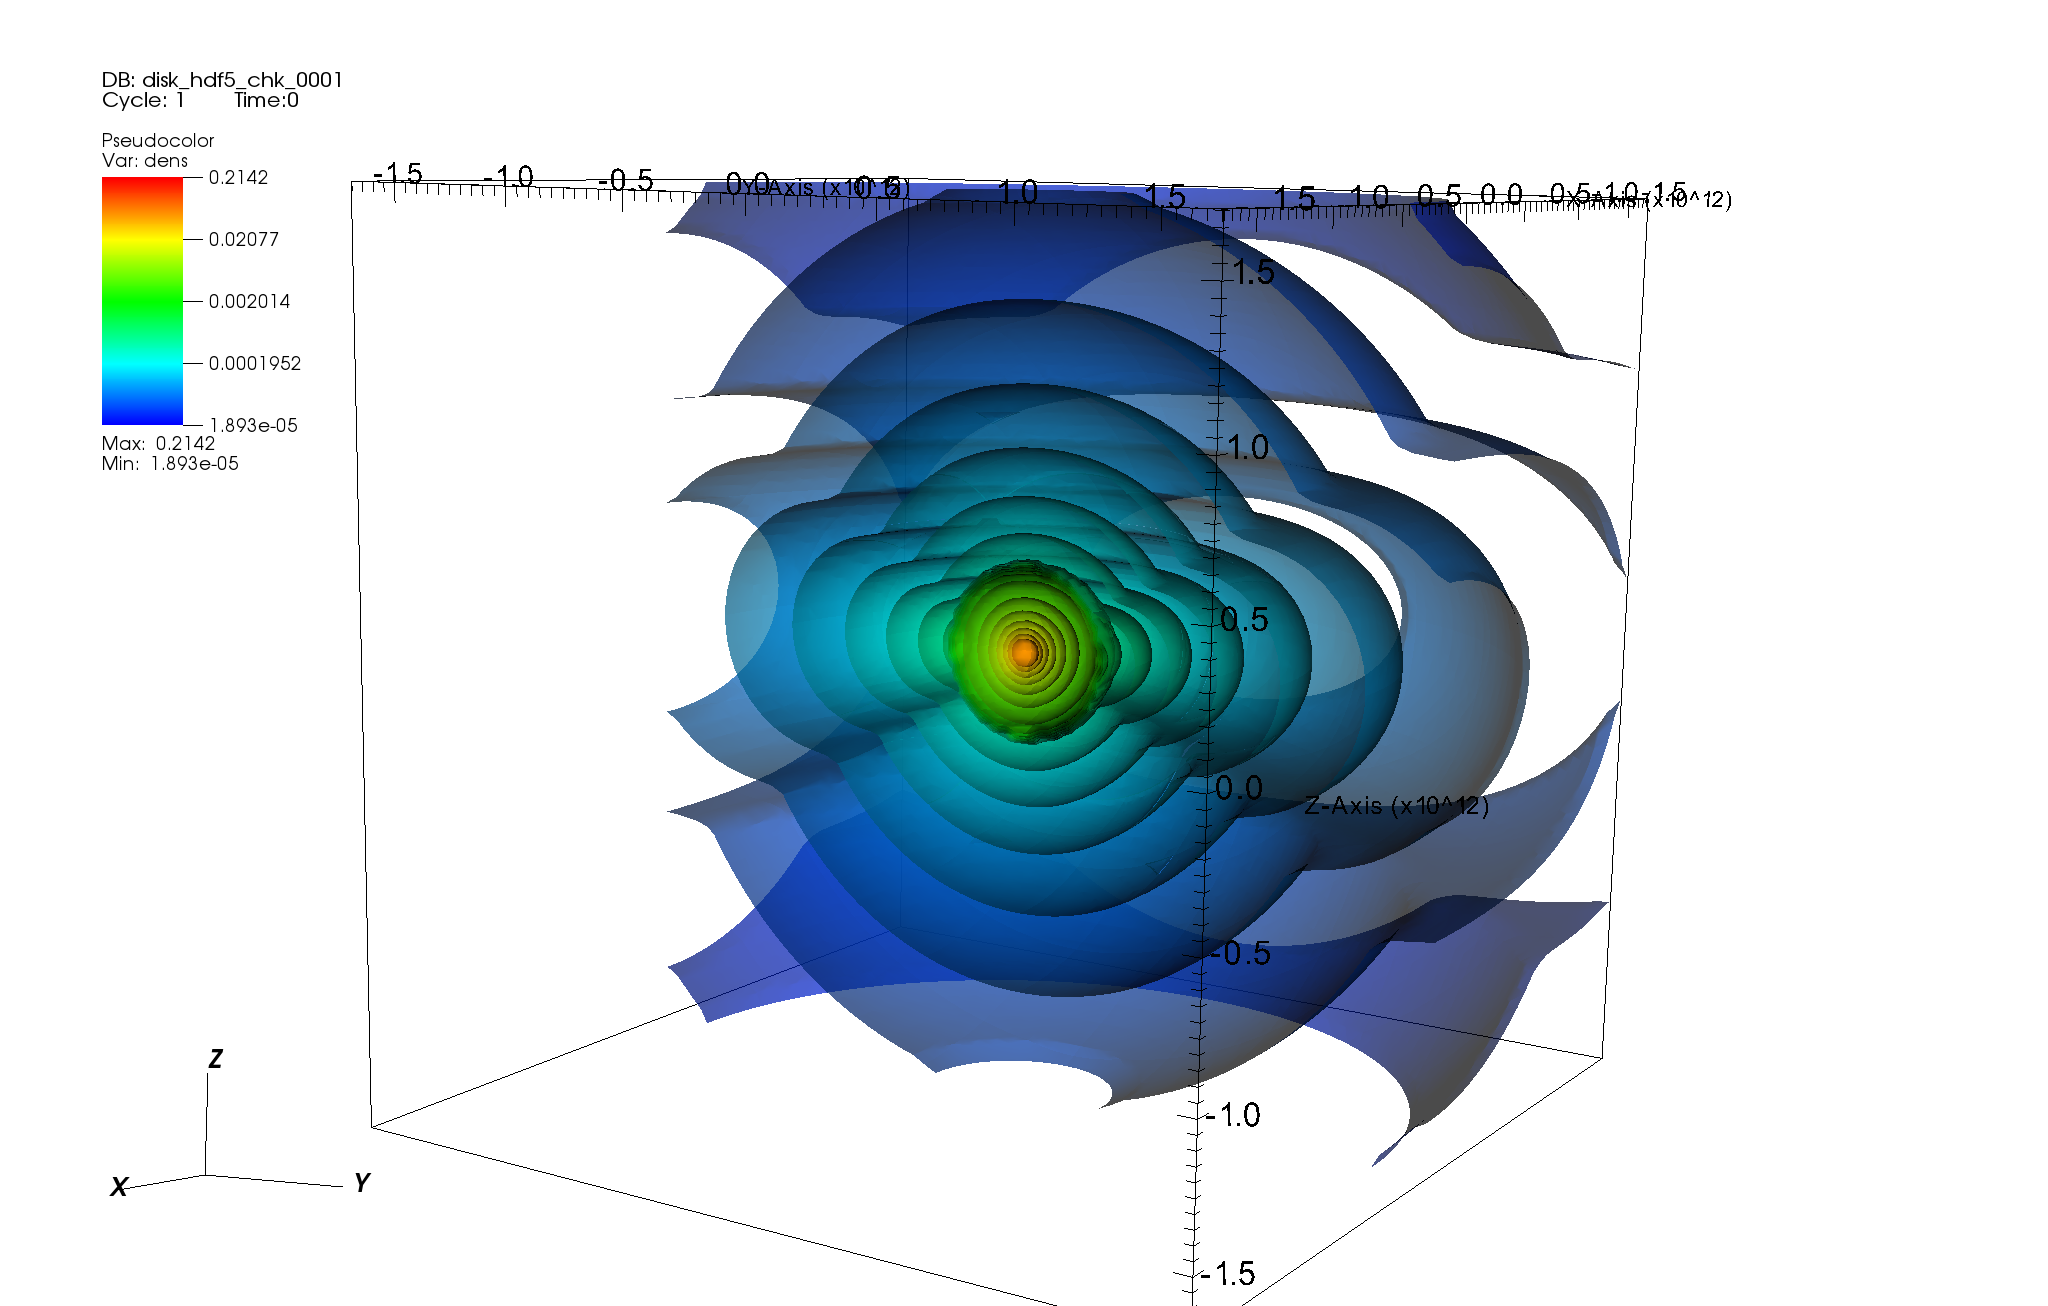 DB: disk_hdf5_chk_0001
Cycle: 1 Time:0
Pseudocolor
Var: dens
0.2142
0.02077
0.002014
0.0001952
1.893e-05
Max: 0.2142
Min: 1.893e-05
-1.5 -1.0 -0.5 0.0 0.5 1.0 1.5
Y-Axis (x10^12)
1.5 1.0 0.5 0.0 -0.5 -1.0 -1.5
X-Axis (x10^12)
1.5
1.0
0.5
0.0
Z-Axis (x10^12)
-0.5
-1.0
-1.5
Z
X
Y